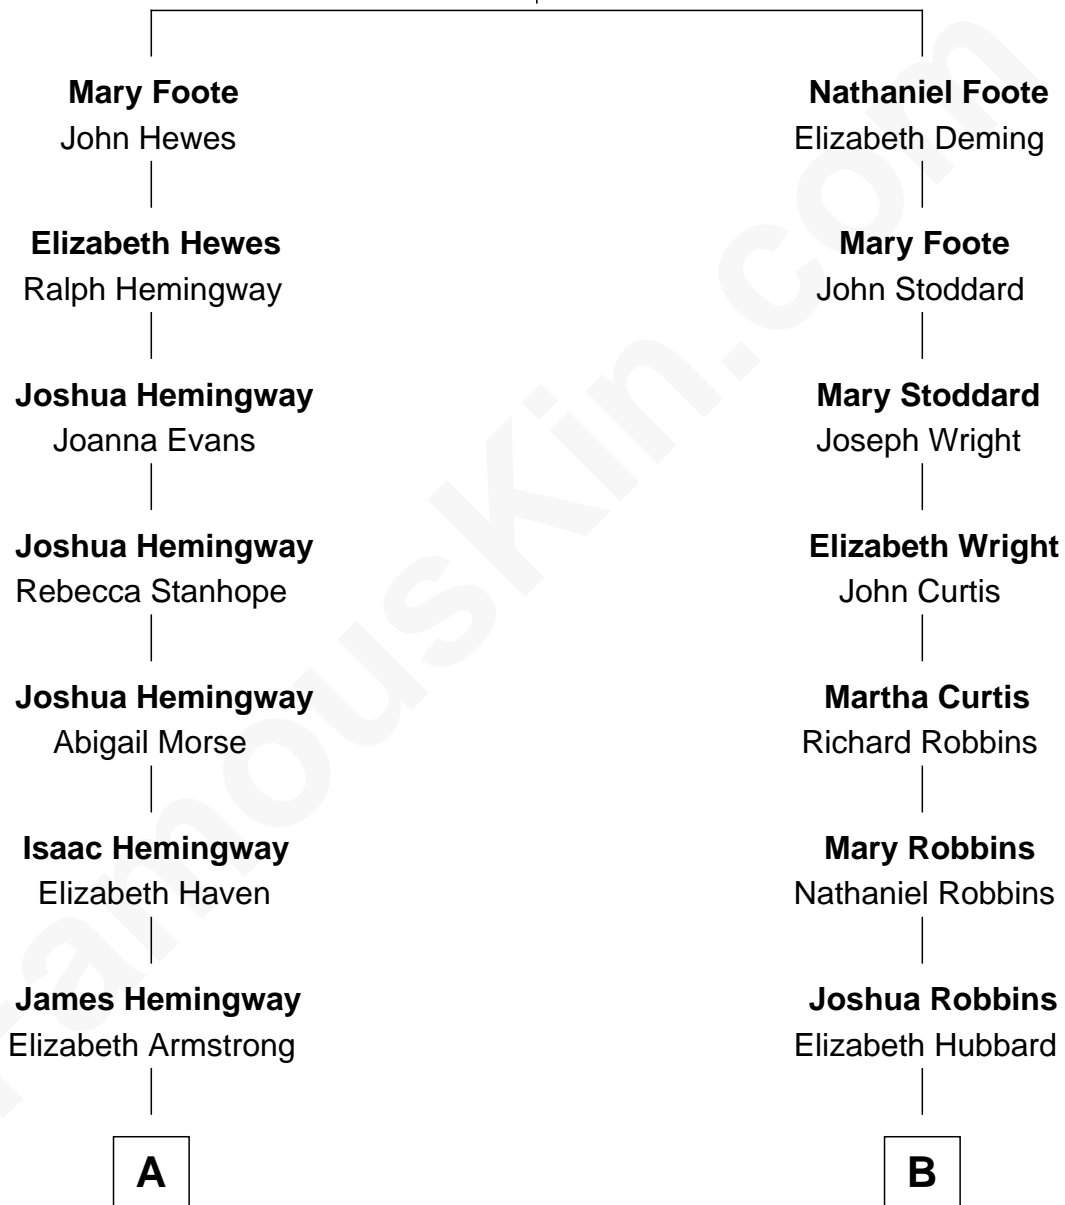 Mary Foote
John Hewes
Nathaniel Foote
Elizabeth Deming
Elizabeth Hewes
Ralph Hemingway
Mary Foote
John Stoddard
Joshua Hemingway
Joanna Evans
Mary Stoddard
Joseph Wright
Joshua Hemingway
Rebecca Stanhope
Elizabeth Wright
John Curtis
Joshua Hemingway
Abigail Morse
Martha Curtis
Richard Robbins
Isaac Hemingway
Elizabeth Haven
Mary Robbins
Nathaniel Robbins
James Hemingway
Elizabeth Armstrong
Joshua Robbins
Elizabeth Hubbard
A
B
FamousKin.com